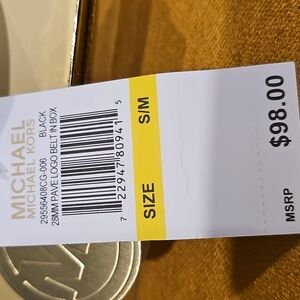 MICHAEL
MICHAEL KORS
29556408CG-006 BLACK
28MM PAVE LOGO BELT IN BOX
7 22947 80941 5
SIZE S/M
MSRP $98.00